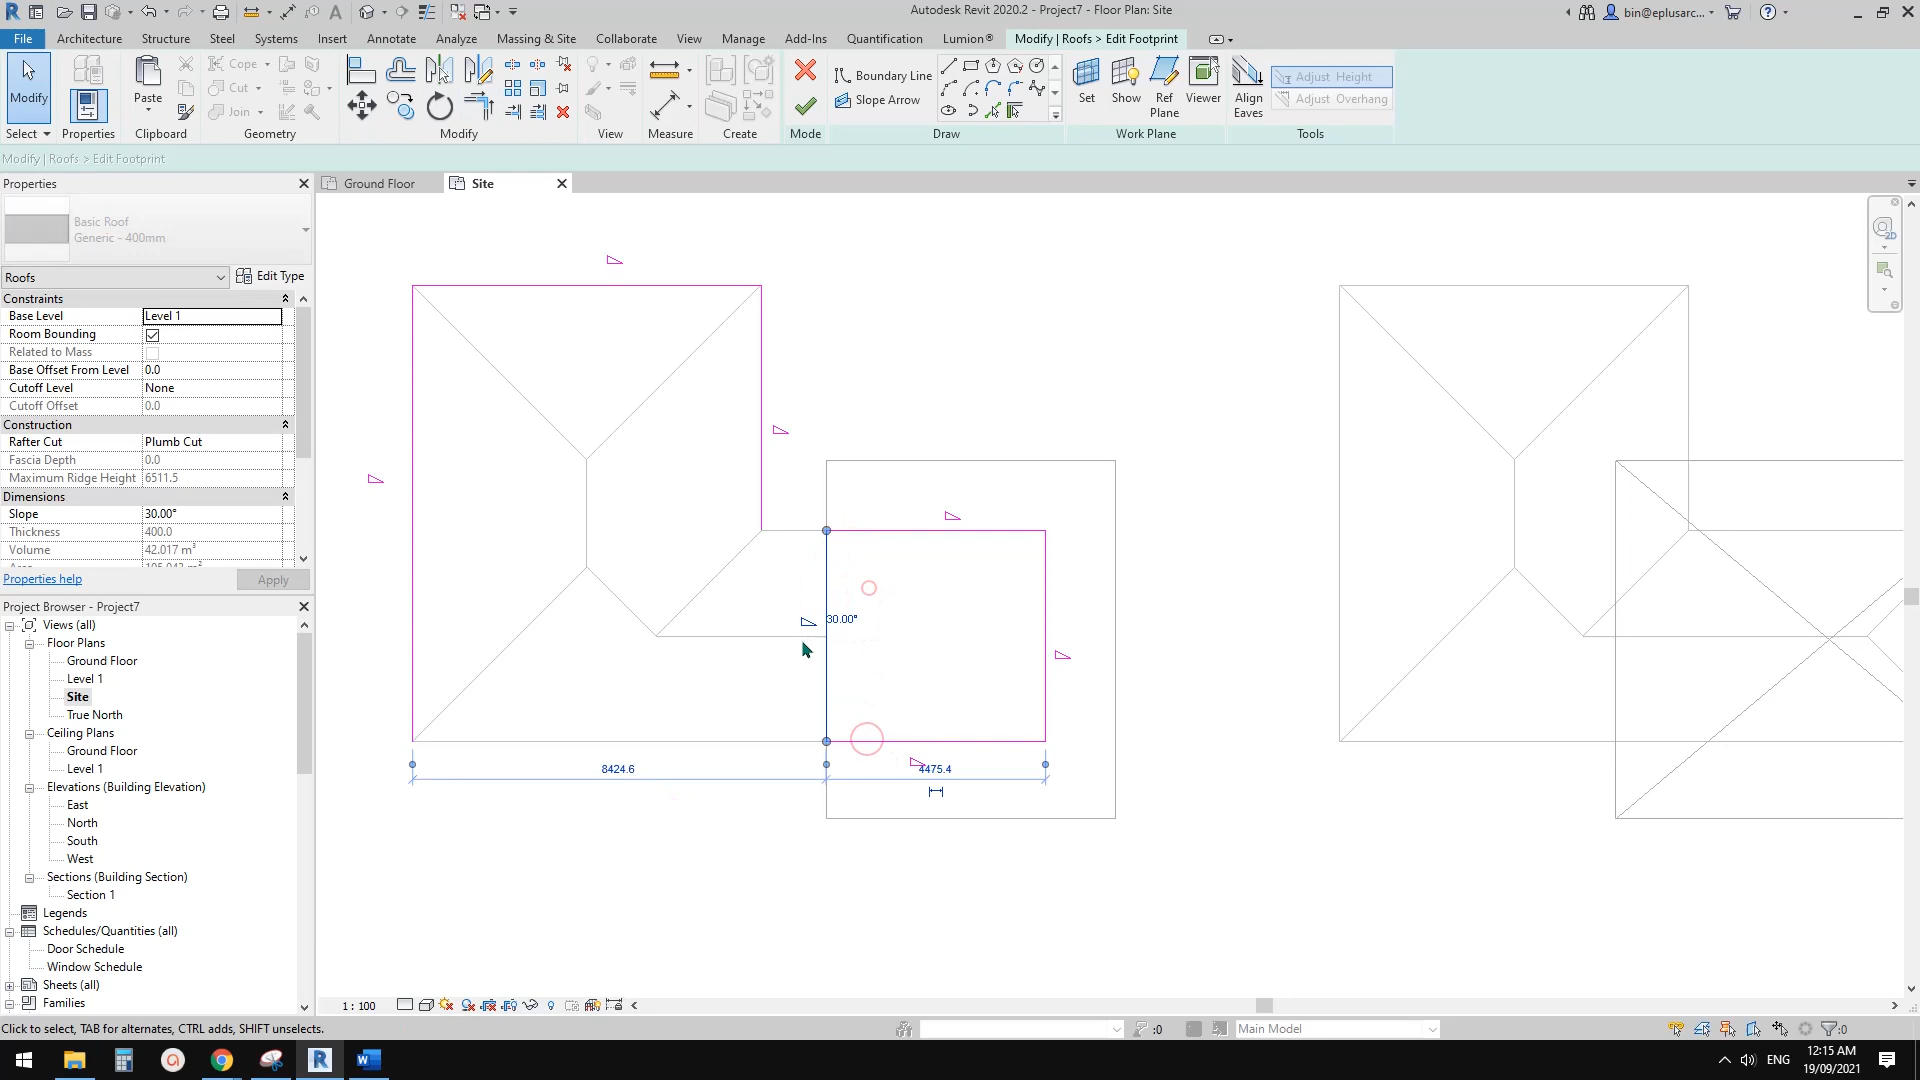 Autodesk Revit 2020.2 - Project7 - Floor Plan: Site
bin@eplusarc...
File Architecture Structure Steel Systems Insert Annotate Analyze Massing & Site Collaborate View Manage Add-Ins Quantification Lumion® Modify | Roofs > Edit Footprint
Modify
Paste
Cope
Cut
Join
Boundary Line
Slope Arrow
Set Show Ref Plane Viewer
Align Eaves
Adjust Height
Adjust Overhang
Select Properties Clipboard Geometry Modify View Measure Create Mode Draw Work Plane Tools
Modify | Roofs > Edit Footprint
Properties
Ground Floor
Site
Basic Roof
Generic - 400mm
Roofs
Edit Type
Constraints
Base Level Level 1
Room Bounding
Related to Mass
Base Offset From Level 0.0
Cutoff Level None
Cutoff Offset 0.0
Construction
Rafter Cut Plumb Cut
Fascia Depth 0.0
Maximum Ridge Height 6511.5
Dimensions
Slope 30.00°
Thickness 400.0
Volume 42.017 m³
Properties help
Apply
Project Browser - Project7
Views (all)
Floor Plans
Ground Floor
Level 1
Site
True North
Ceiling Plans
Ground Floor
Level 1
Elevations (Building Elevation)
East
North
South
West
Sections (Building Section)
Section 1
Legends
Schedules/Quantities (all)
Door Schedule
Window Schedule
Sheets (all)
Families
30.00°
8424.6
4475.4
2D
1 : 100
Click to select, TAB for alternates, CTRL adds, SHIFT unselects.
:0
Main Model
:0
ENG
12:15 AM
19/09/2021